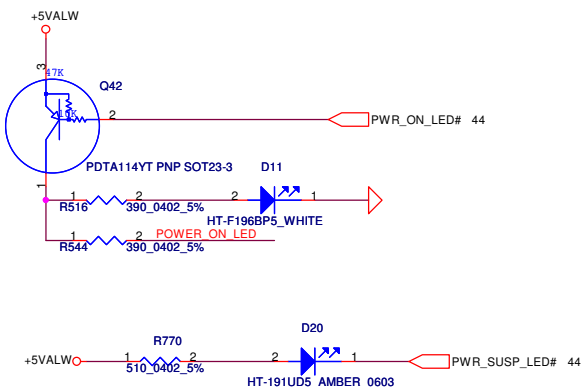 +5VALW
3
47K
Q42
10K
2
PWR_ON_LED# 44
PDTA114YT PNP SOT23-3
D11
1
1
2
2
1
R516
390_0402_5%
HT-F196BP5_WHITE
1
2
POWER_ON_LED
R544
390_0402_5%
D20
R770
+5VALW
1
2
2
1
PWR_SUSP_LED# 44
510_0402_5%
HT-191UD5_AMBER_0603